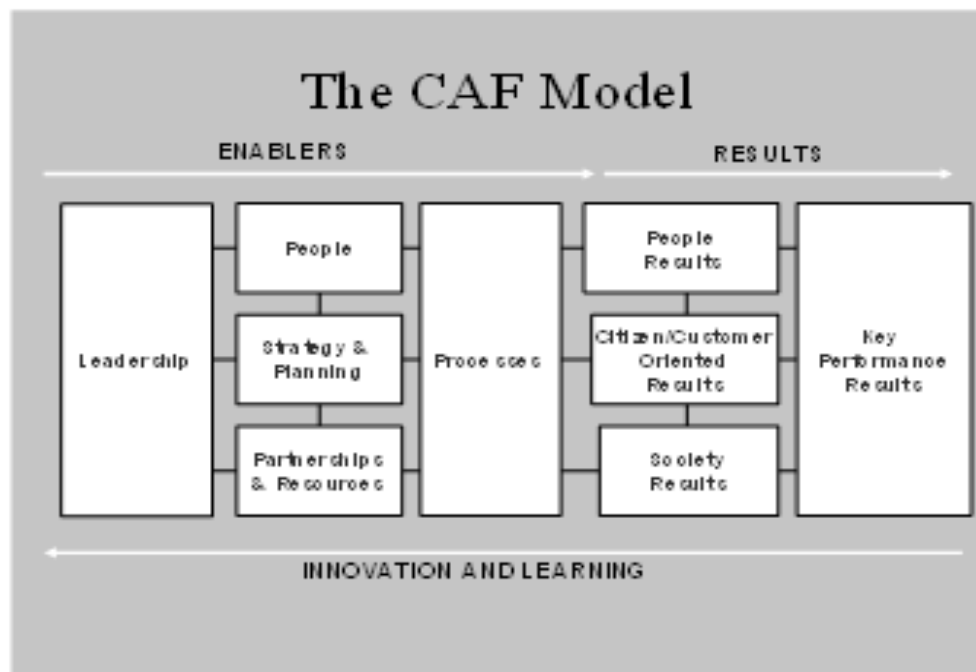 The CAF Model
ENABLERS
RESULTS
Leadership
People
Strategy &
Planning
Partnerships
& Resources
Processes
People
Results
Citizen/Customer
Oriented
Results
Society
Results
Key
Performance
Results
INNOVATION AND LEARNING